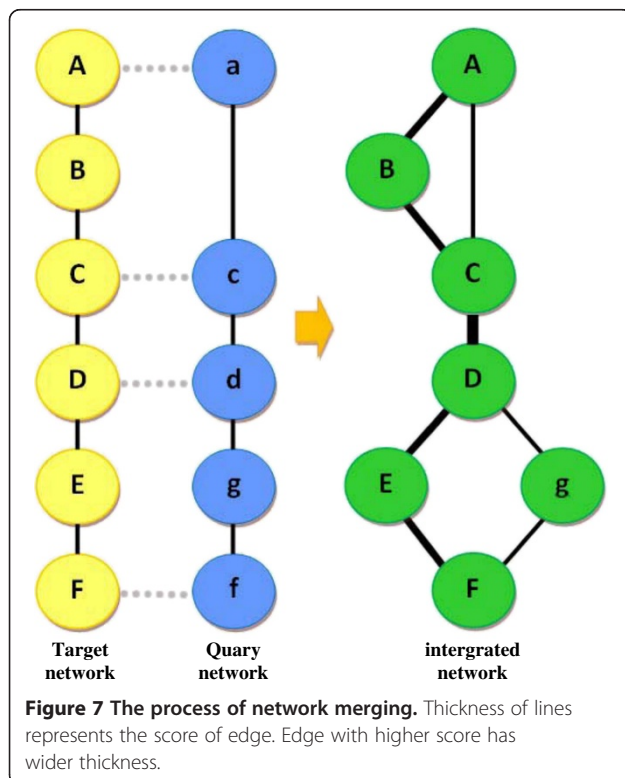 A a A
B B
C c C
D d D
E g E g
F f F
Target network Quary network intergrated network
Figure 7 The process of network merging. Thickness of lines
represents the score of edge. Edge with higher score has
wider thickness.